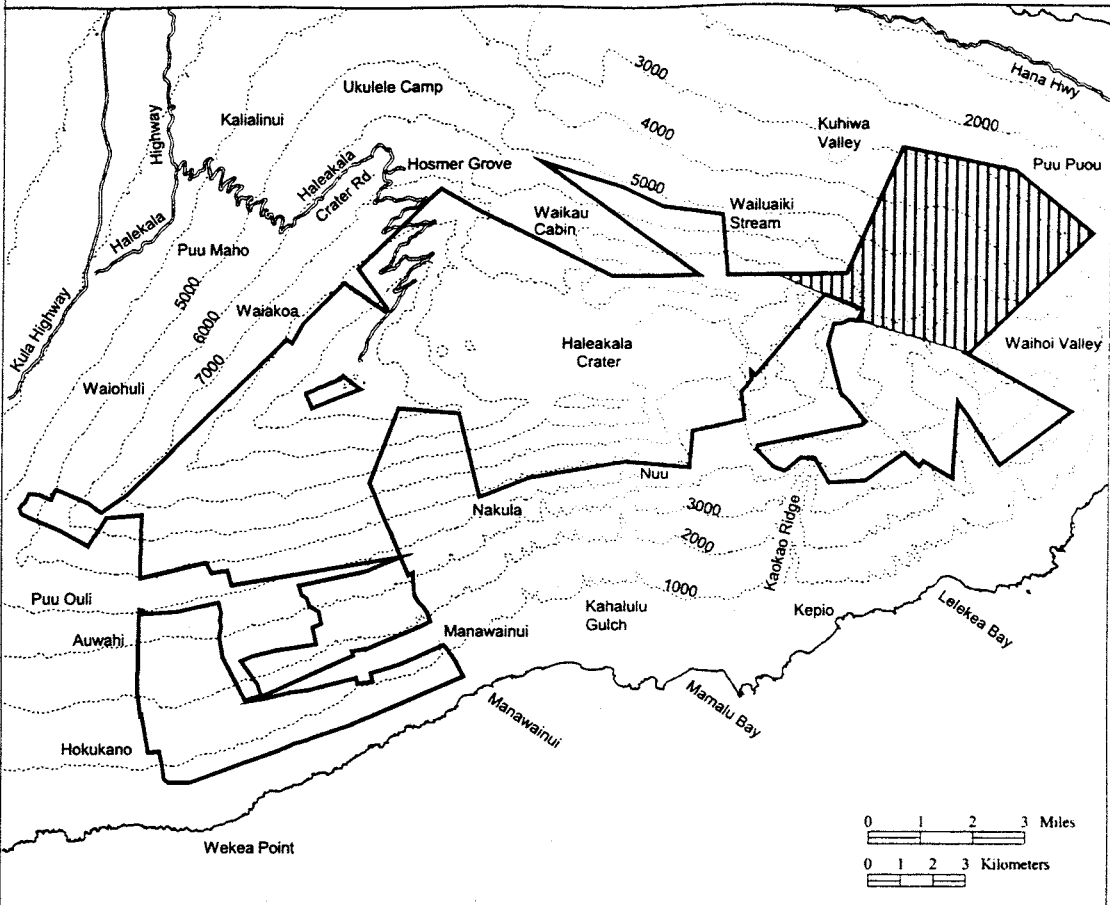 Hana Hwy
3000
Ukulele Camp
Kalialinui
Highway
4000
Kuhiwa
Valley
2000
Puu Puou
Haleakala
Crater Rd.
Hosmer Grove
5000
Waikau
Cabin
Wailuaiki
Stream
Halekala
Puu Maho
5000
Waiakoa
6000
7000
Kula Highway
Haleakala
Crater
Waihoi Valley
Waiohuli
Nuu
Nakula
3000
2000
Kaokao Ridge
1000
Puu Ouli
Auwahi
Manawainui
Kahalulu
Gulch
Kepio
Lelekea Bay
Mamalu Bay
Manawainui
Hokukano
Wekea Point
0 1 2 3 Miles
0 1 2 3 Kilometers